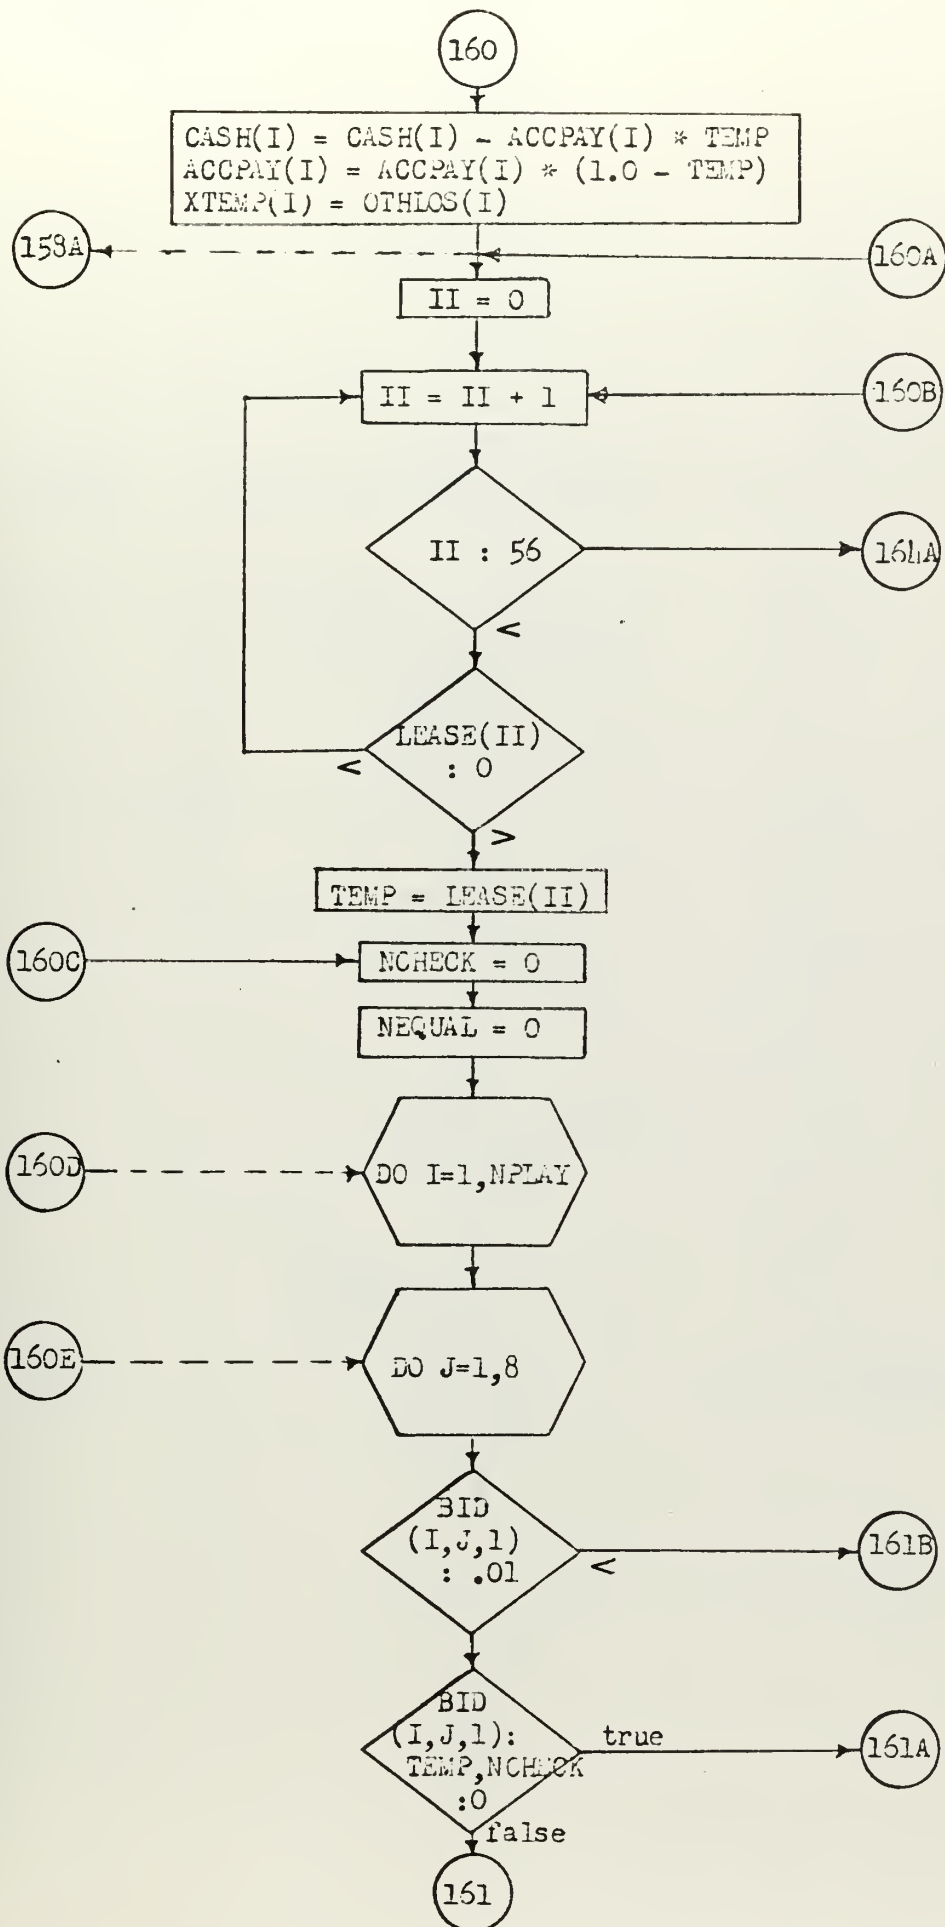 160
CASH(I) = CASH(I) - ACCPAY(I) * TEMP
ACCPAY(I) = ACCPAY(I) * (1.0 - TEMP)
XTEMP(I) = OTHLOS(I)
158A
160A
II = 0
II = II + 1
160B
II : 56
164A
<
LEASE(II)
: 0
<
>
TEMP = LEASE(II)
160C
NCHECK = 0
NEQUAL = 0
160D
DO I=1,NPLAY
160E
DO J=1,8
BID
(I,J,1)
: .01
<
161B
BID
(I,J,1):
TEMP,NCHECK
:0
true
161A
false
161